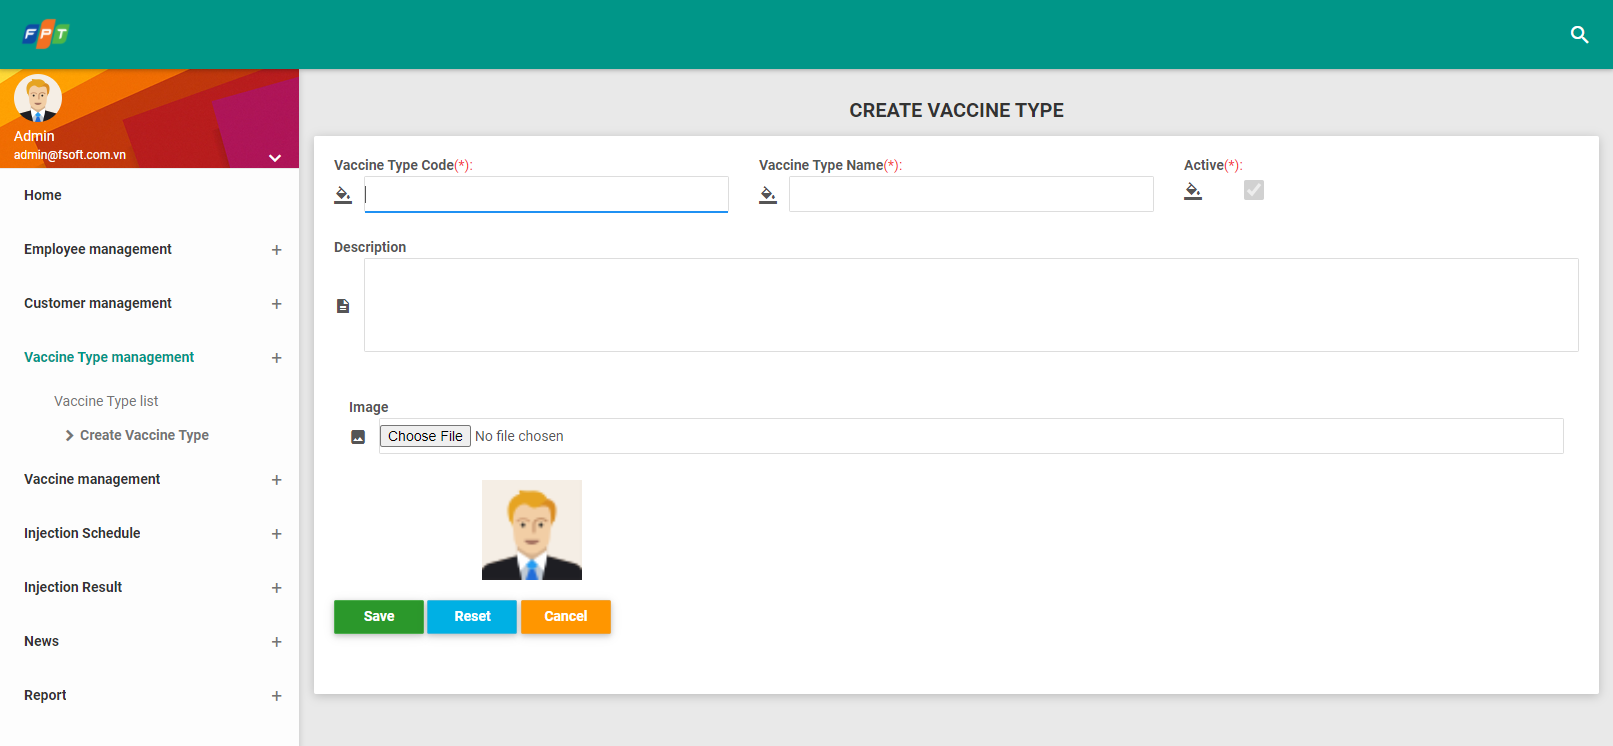 FPT
Admin
admin@fsoft.com.vn
Home
Employee management
Customer management
Vaccine Type management
Vaccine Type list
Create Vaccine Type
Vaccine management
Injection Schedule
Injection Result
News
Report
CREATE VACCINE TYPE
Vaccine Type Code(*):
Vaccine Type Name(*):
Active(*):
Description
Image
Choose File No file chosen
Save Reset Cancel